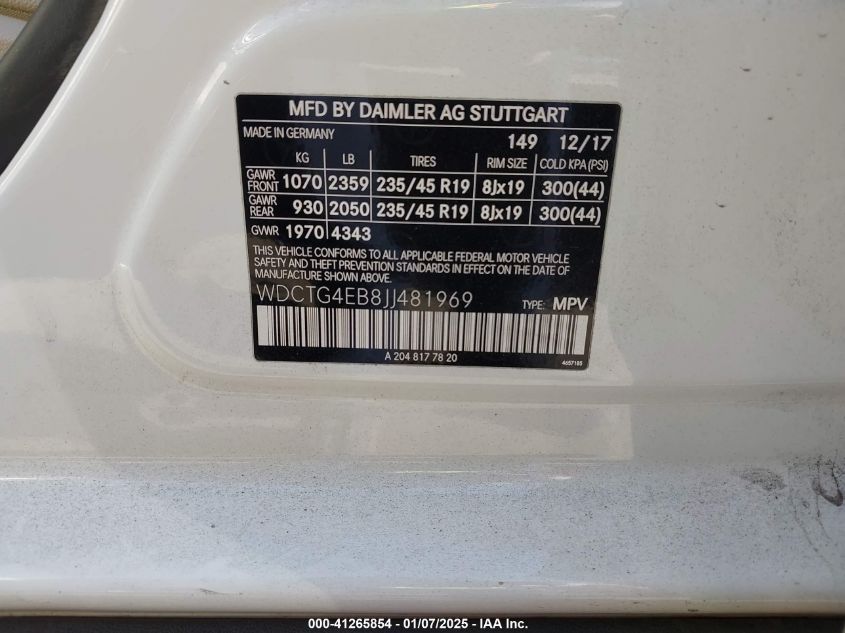 MFD BY DAIMLER AG STUTTGART
MADE IN GERMANY 149 12/17
KG LB TIRES RIM SIZE COLD KPA(PSI)
GAWR FRONT 1070 2359 235/45 R19 8Jx19 300(44)
GAWR REAR 930 2050 235/45 R19 8Jx19 300(44)
GVWR 1970 4343
THIS VEHICLE CONFORMS TO ALL APPLICABLE FEDERAL MOTOR VEHICLE
SAFETY AND THEFT PREVENTION STANDARDS IN EFFECT ON THE DATE OF
MANUFACTURE SHOWN ABOVE.
WDCTG4EB8JJ481969 TYPE: MPV
A 204 817 78 20 4657185
000-41265854 - 01/07/2025 - IAA Inc.